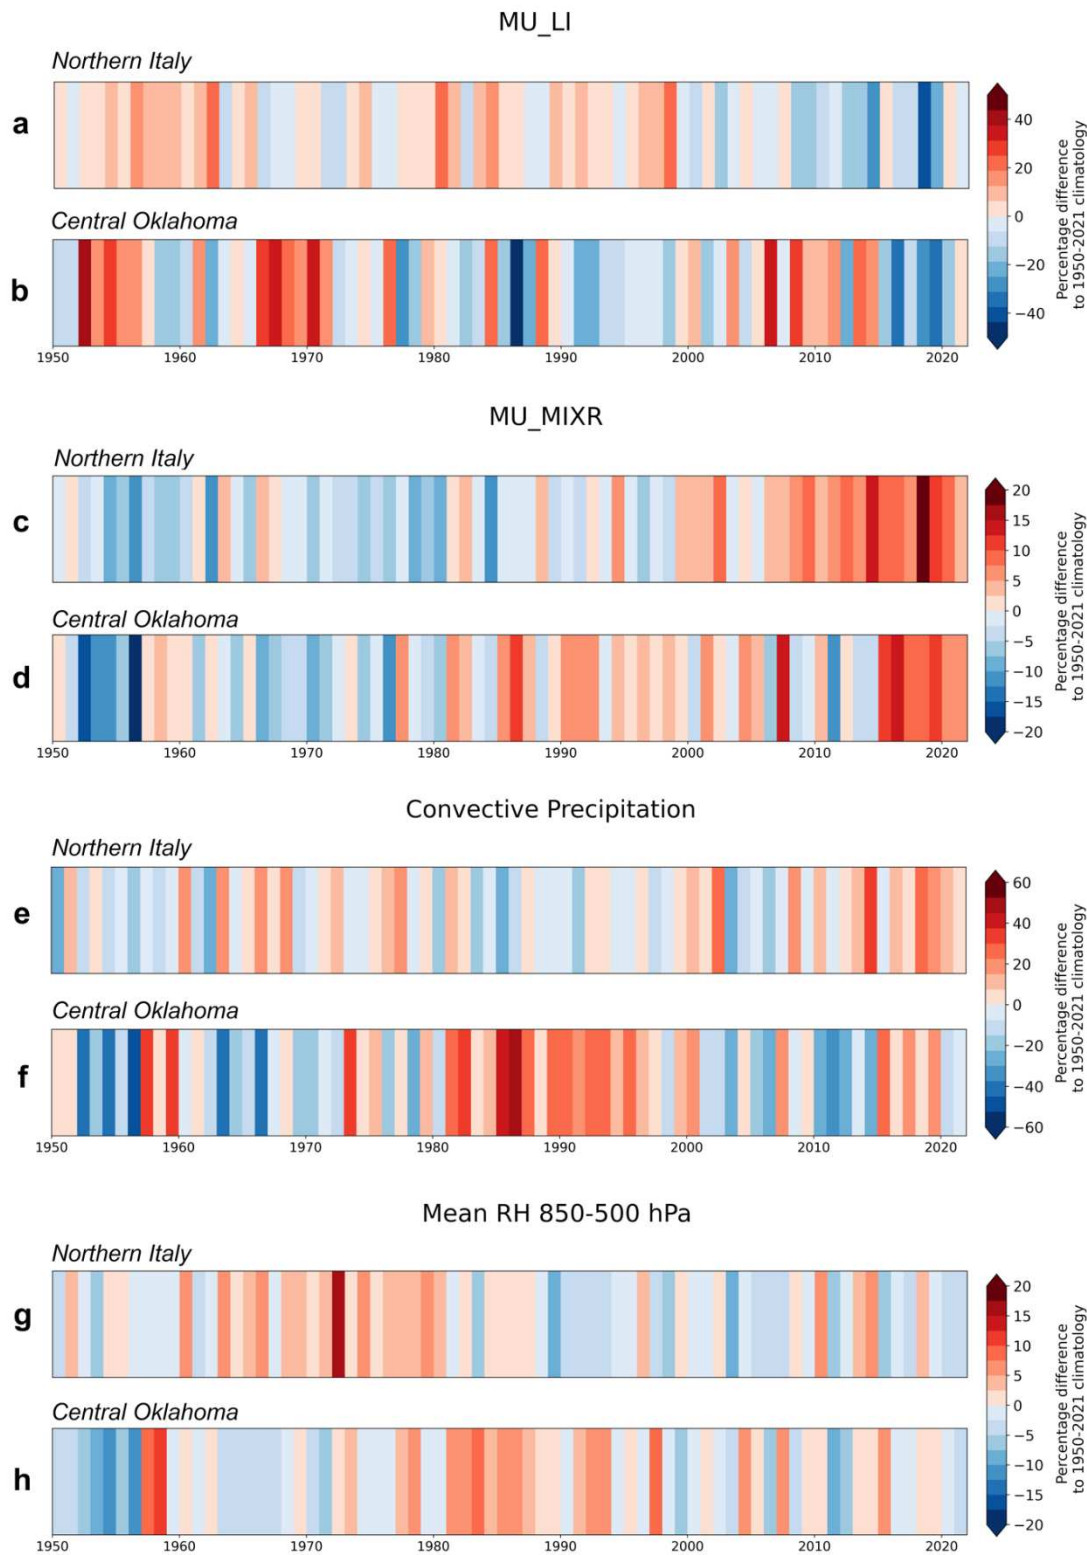 MU_LI
Northern Italy
a
Central Oklahoma
b
1950 1960 1970 1980 1990 2000 2010 2020
40
20
0
−20
−40
Percentage difference
to 1950-2021 climatology
MU_MIXR
Northern Italy
c
Central Oklahoma
d
1950 1960 1970 1980 1990 2000 2010 2020
20
15
10
5
0
−5
−10
−15
−20
Percentage difference
to 1950-2021 climatology
Convective Precipitation
Northern Italy
e
Central Oklahoma
f
1950 1960 1970 1980 1990 2000 2010 2020
60
40
20
0
−20
−40
−60
Percentage difference
to 1950-2021 climatology
Mean RH 850-500 hPa
Northern Italy
g
Central Oklahoma
h
1950 1960 1970 1980 1990 2000 2010 2020
20
15
10
5
0
−5
−10
−15
−20
Percentage difference
to 1950-2021 climatology